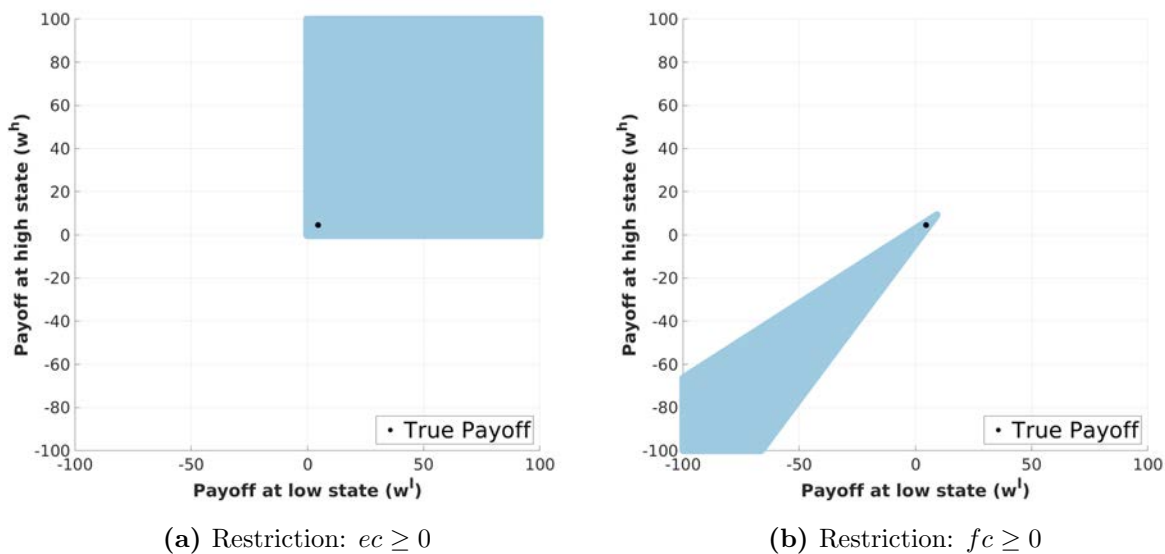 100
80
60
40
20
0
-20
-40
-60
-80
-100
Payoff at high state (w^h)
-100 -50 0 50 100
Payoff at low state (w^l)
• True Payoff
(a) Restriction: ec ≥ 0
100
80
60
40
20
0
-20
-40
-60
-80
-100
Payoff at high state (w^h)
-100 -50 0 50 100
Payoff at low state (w^l)
• True Payoff
(b) Restriction: fc ≥ 0